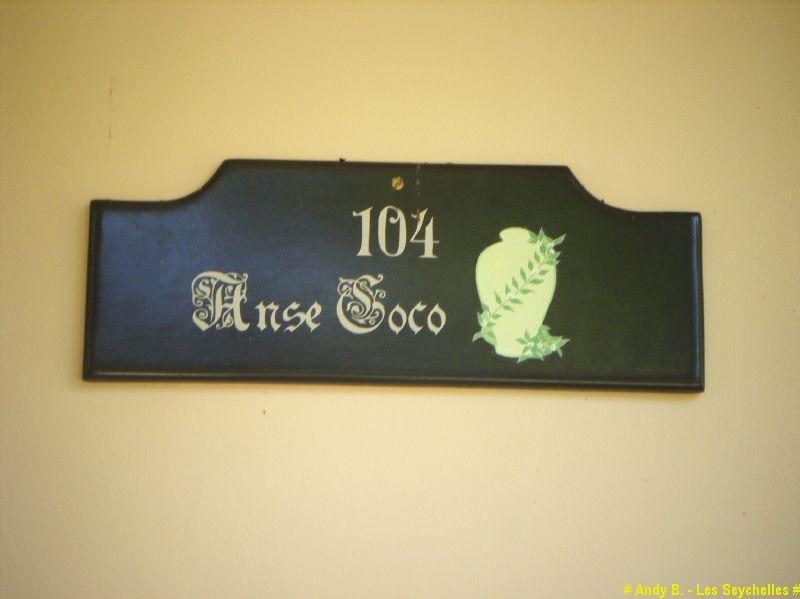 104
Anse Coco
# Andy B. - Les Seychelles #